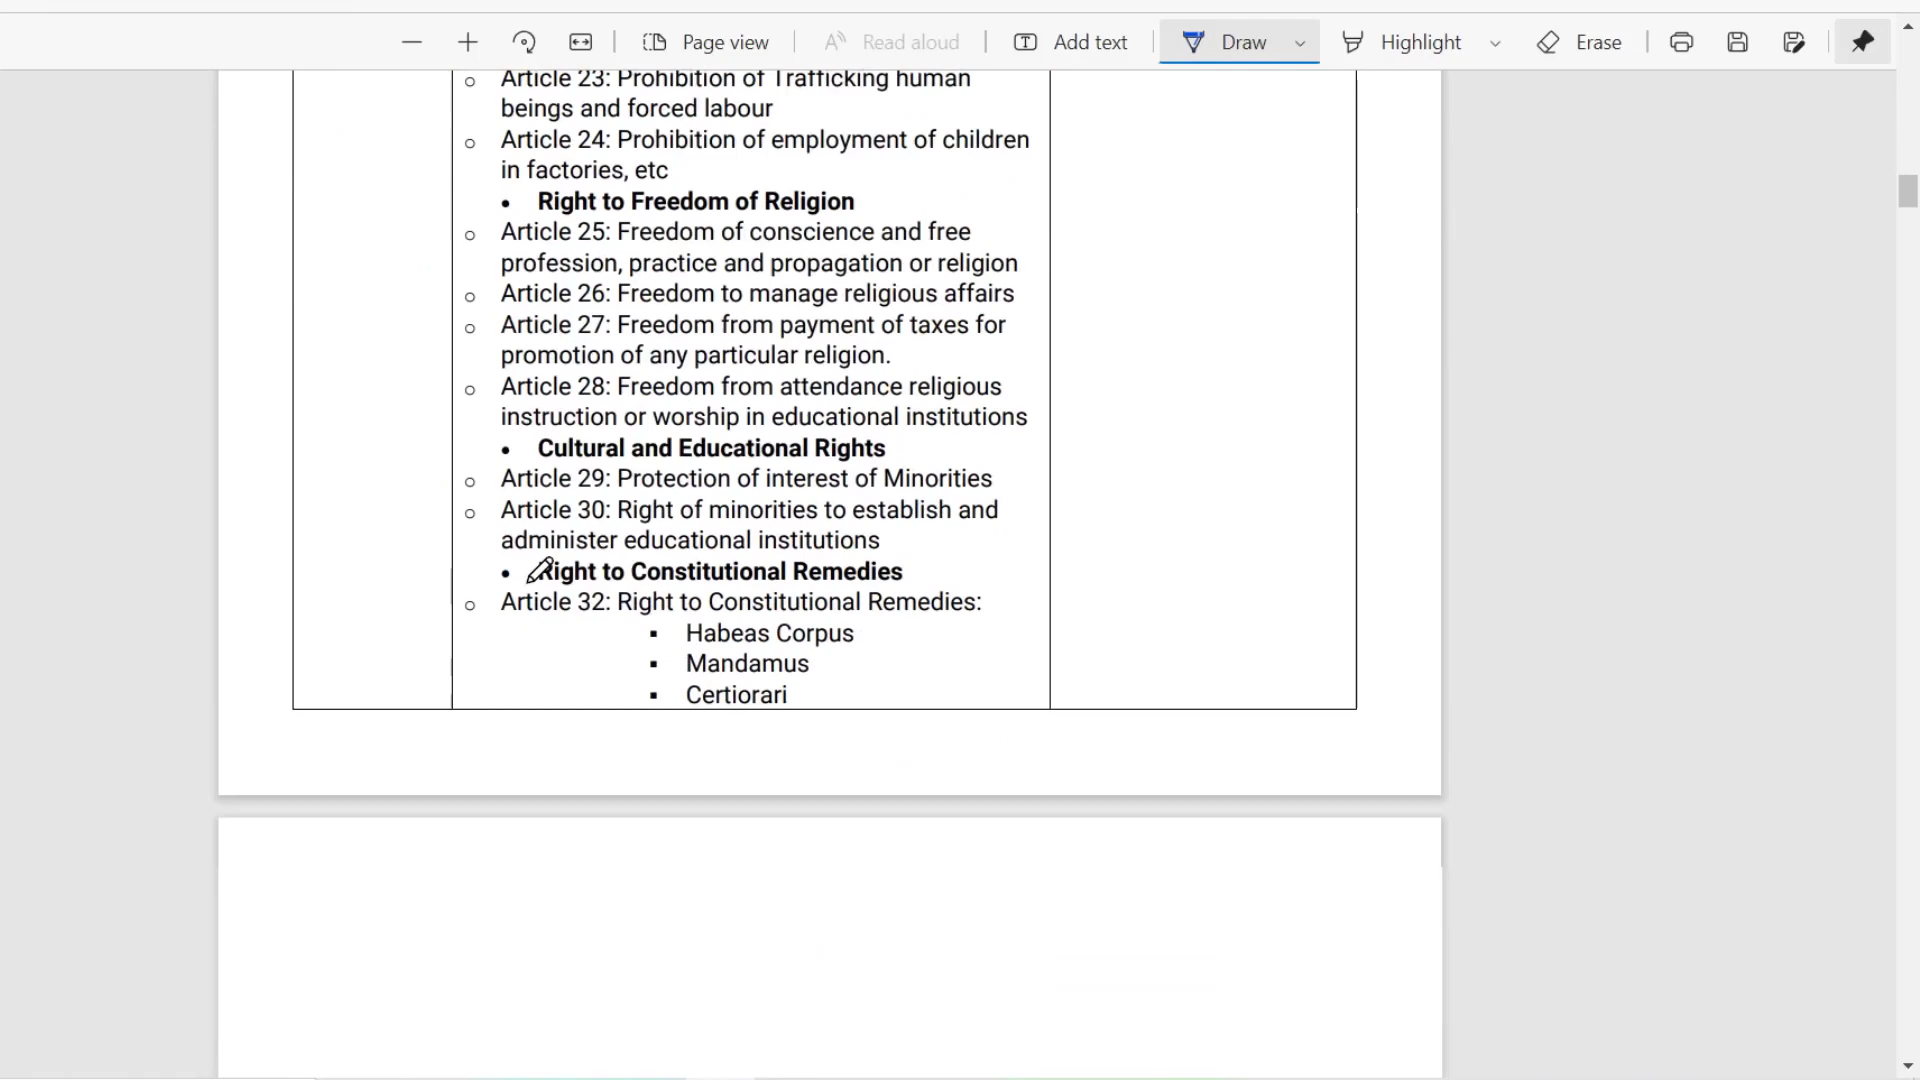 Page view
Read aloud
Add text
Draw
Highlight
Erase
Article 23: Prohibition of Trafficking human
beings and forced labour
Article 24: Prohibition of employment of children
in factories, etc
Right to Freedom of Religion
Article 25: Freedom of conscience and free
profession, practice and propagation or religion
Article 26: Freedom to manage religious affairs
Article 27: Freedom from payment of taxes for
promotion of any particular religion.
Article 28: Freedom from attendance religious
instruction or worship in educational institutions
Cultural and Educational Rights
Article 29: Protection of interest of Minorities
Article 30: Right of minorities to establish and
administer educational institutions
Right to Constitutional Remedies
Article 32: Right to Constitutional Remedies:
Habeas Corpus
Mandamus
Certiorari